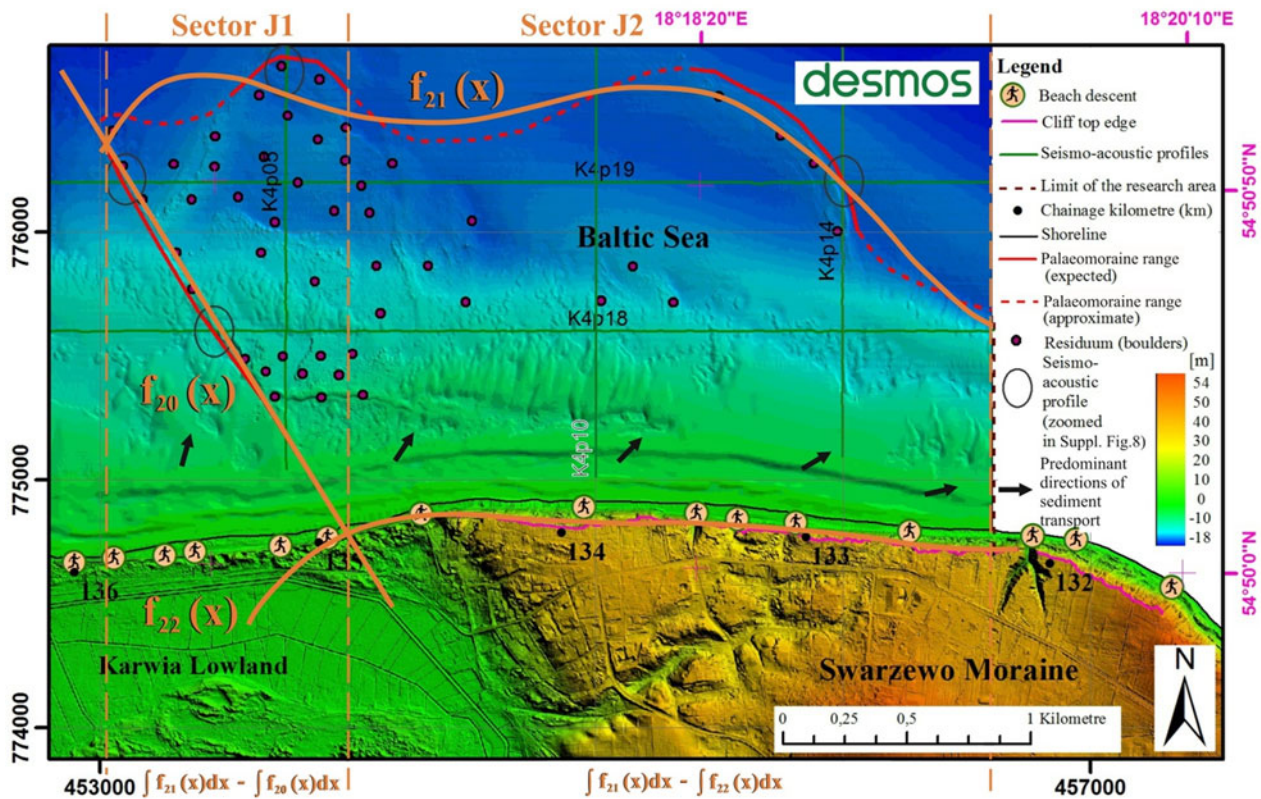 Sector J1
Sector J2
18°18'20"E
18°20'10"E
f₂₁ (x)
desmos
K4p05
K4p19
Baltic Sea
K4p14
K4p18
f₂₀ (x)
K4p10
776000
775000
774000
54°50'50"N
54°50'0"N
Legend
Beach descent
Cliff top edge
Seismo-acoustic profiles
Limit of the research area
Chainage kilometre (km)
Shoreline
Palaeomoraine range
(expected)
Palaeomoraine range
(approximate)
Residuum (boulders)
Seismo-
acoustic
profile
(zoomed
in Suppl. Fig.8)
Predominant
directions of
sediment
transport
[m]
54
50
40
30
20
10
0
-10
-18
136
134
133
132
f₂₂ (x)
Karwia Lowland
Swarzewo Moraine
N
0
0,25
0,5
1 Kilometre
453000
∫ f₂₁ (x)dx - ∫ f₂₀ (x)dx
∫ f₂₁ (x)dx - ∫ f₂₂ (x)dx
457000